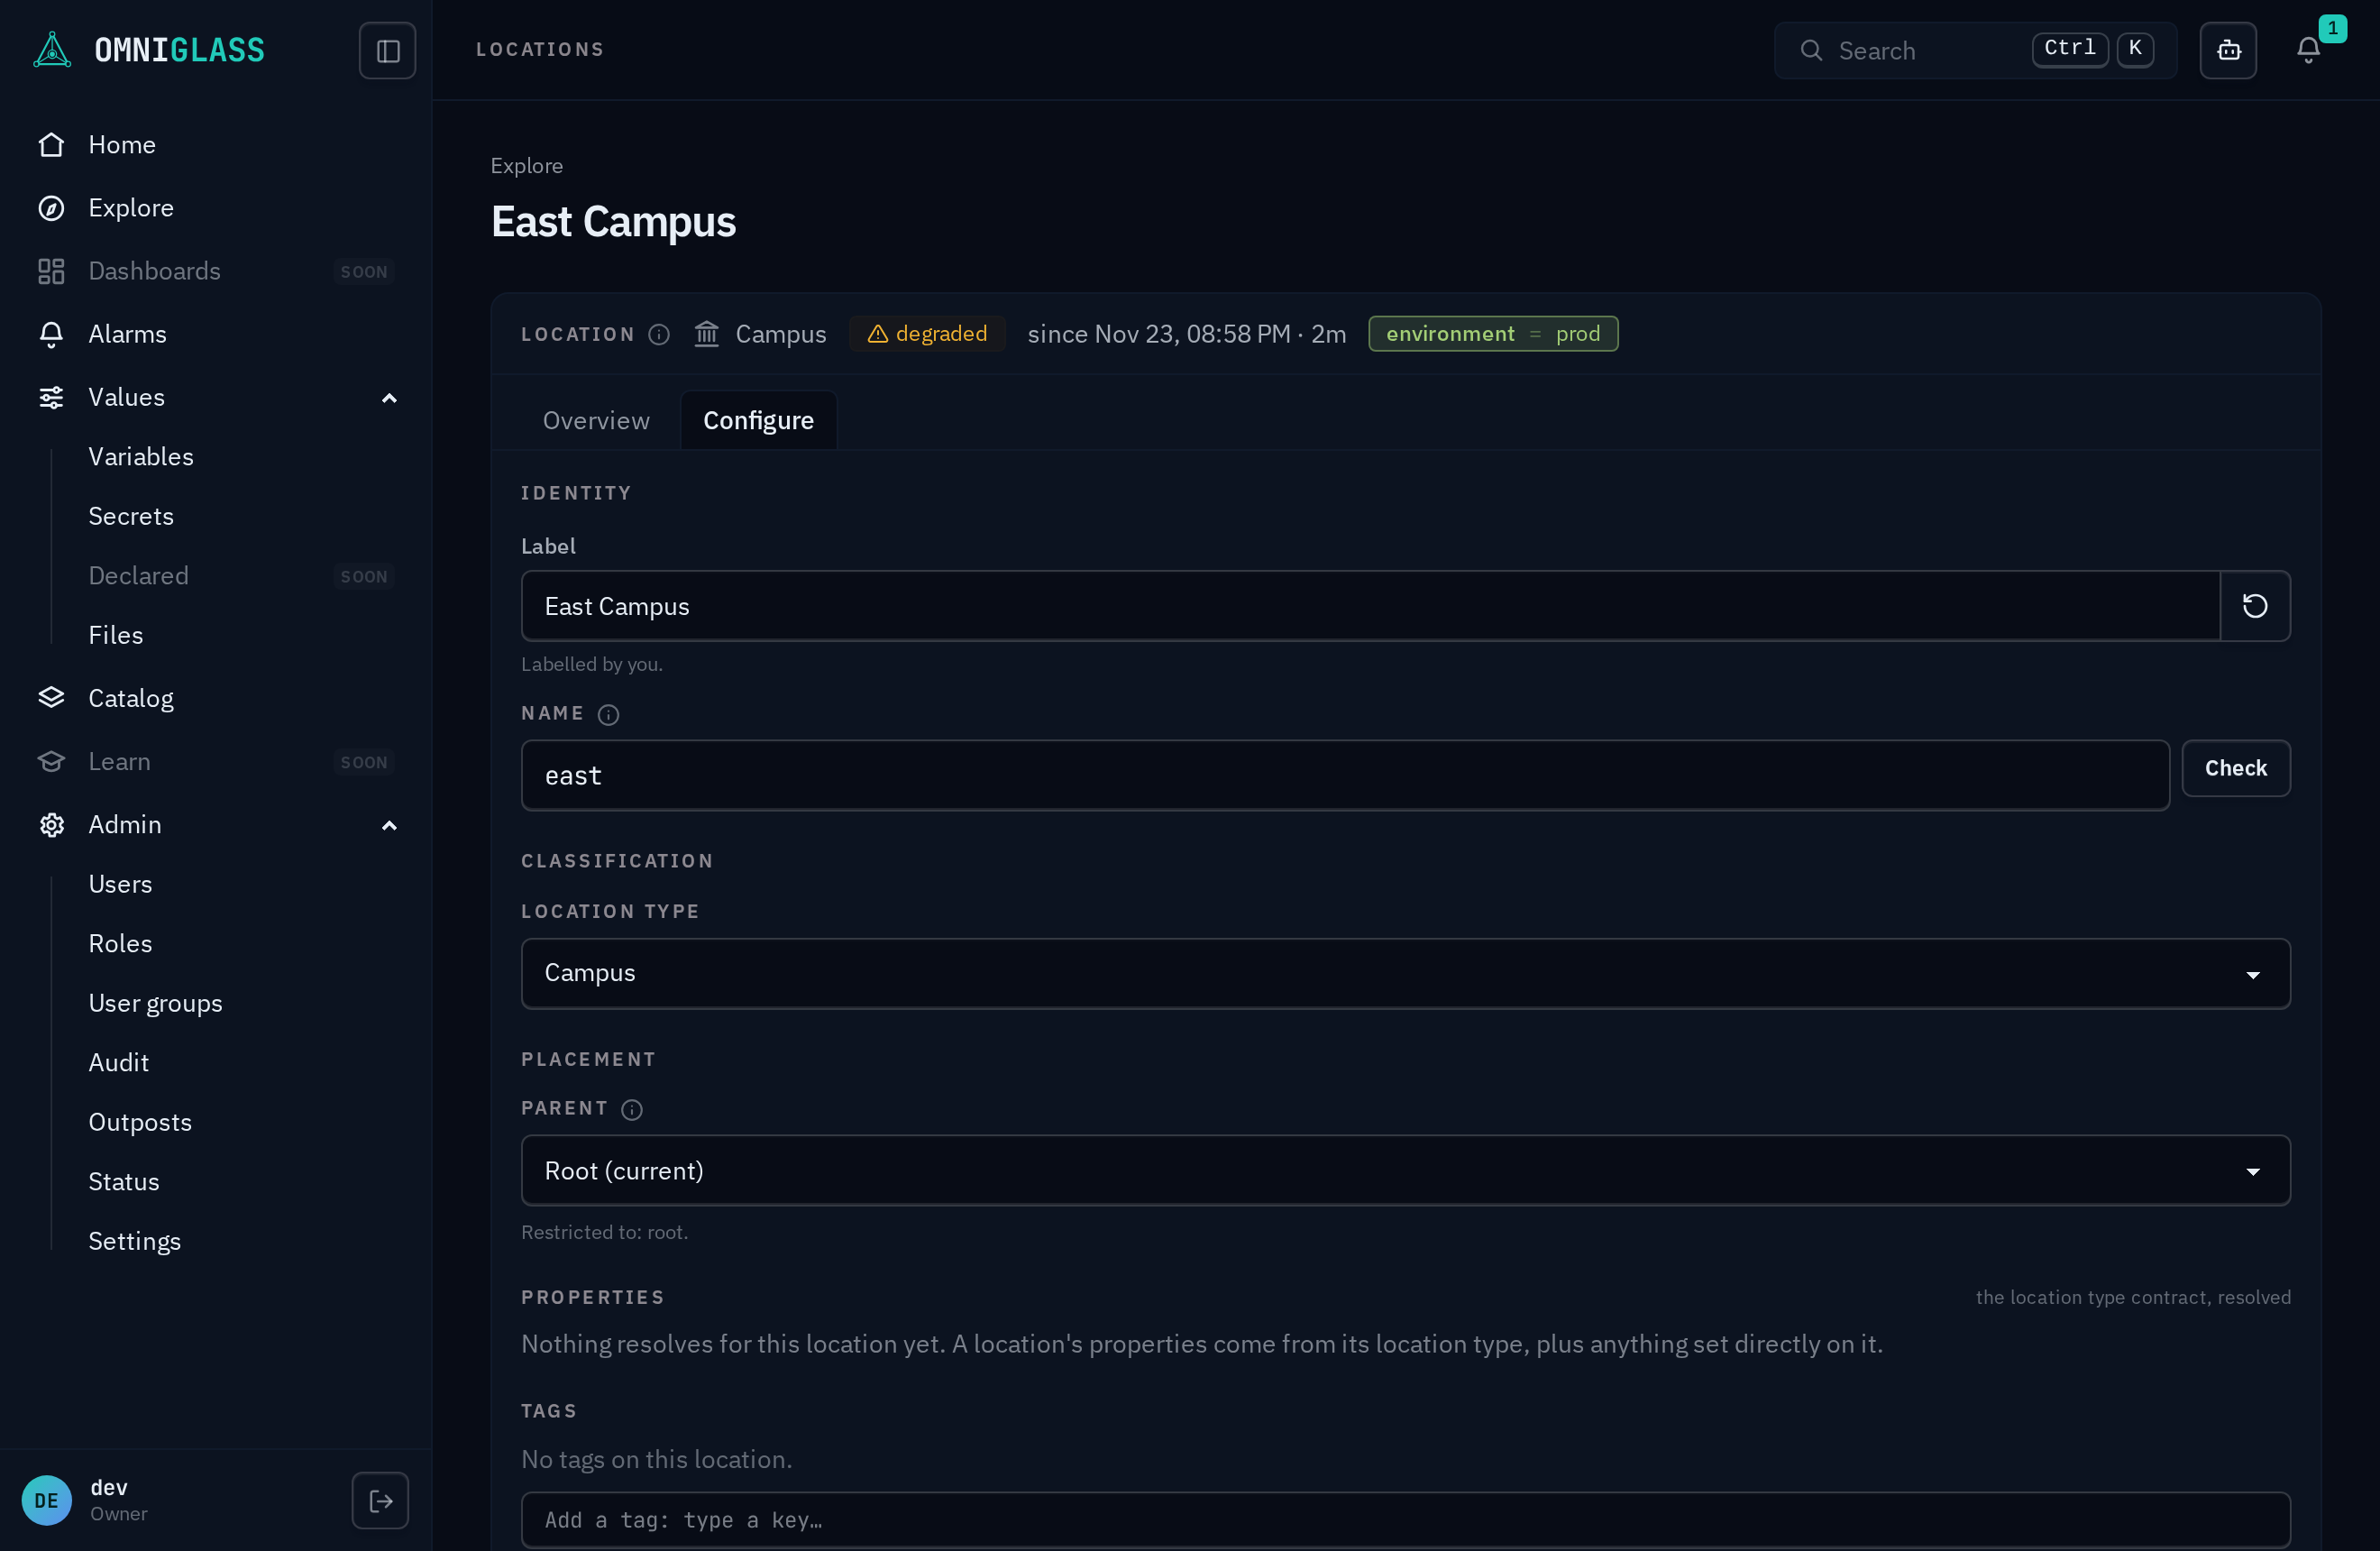 OMNIGLASS
Home
Explore
Dashboards SOON
Alarms
Values
Variables
Secrets
Declared SOON
Files
Catalog
Learn SOON
Admin
Users
Roles
User groups
Audit
Outposts
Status
Settings
DE
dev
Owner
LOCATIONS
Search Ctrl K
1
Explore
East Campus
LOCATION Campus degraded since Nov 23, 08:58 PM · 2m environment = prod
Overview Configure
IDENTITY
Label
East Campus
Labelled by you.
NAME
east Check
CLASSIFICATION
LOCATION TYPE
Campus
PLACEMENT
PARENT
Root (current)
Restricted to: root.
PROPERTIES the location type contract, resolved
Nothing resolves for this location yet. A location's properties come from its location type, plus anything set directly on it.
TAGS
No tags on this location.
Add a tag: type a key…